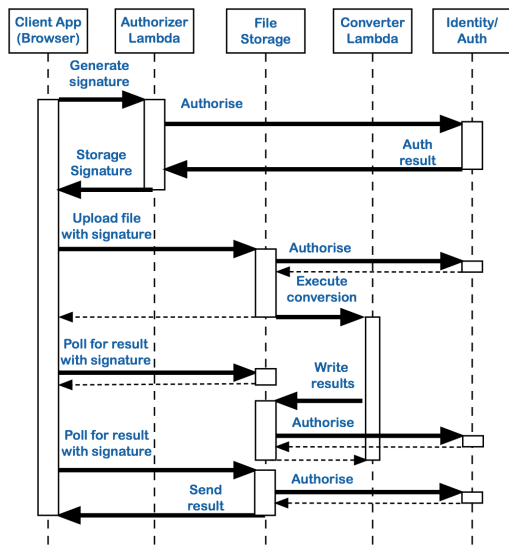 Client App
(Browser)
Authorizer
Lambda
File
Storage
Converter
Lambda
Identity/
Auth
Generate
signature
Authorise
Auth
result
Storage
Signature
Upload file
with signature
Authorise
Execute
conversion
Poll for result
with signature
Write
results
Authorise
Poll for result
with signature
Authorise
Send
result